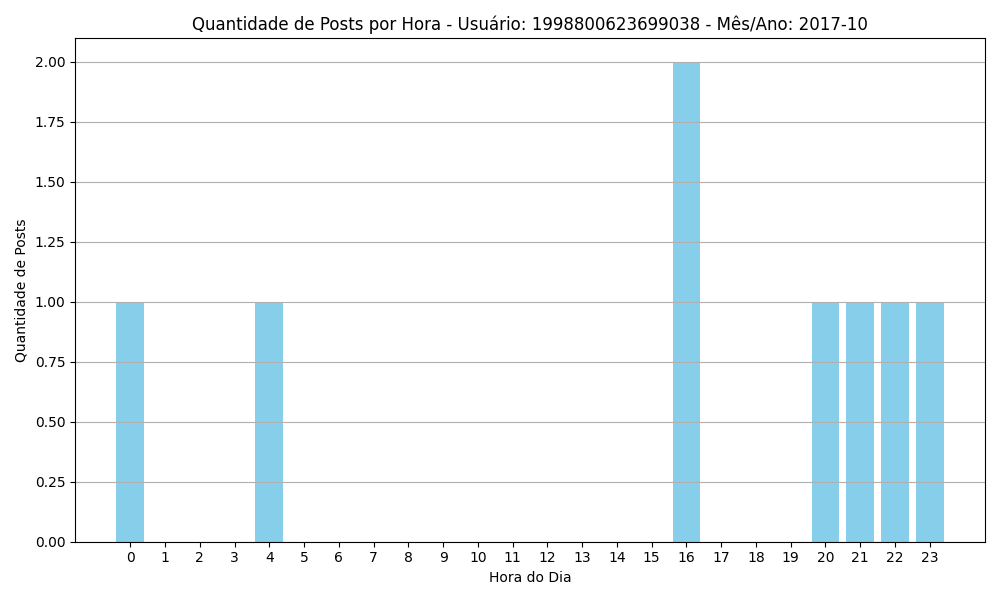 Quantidade de Posts por Hora - Usuário: 1998800623699038 - Mês/Ano: 2017-10
Quantidade de Posts
2.00
1.75
1.50
1.25
1.00
0.75
0.50
0.25
0.00
0 1 2 3 4 5 6 7 8 9 10 11 12 13 14 15 16 17 18 19 20 21 22 23
Hora do Dia